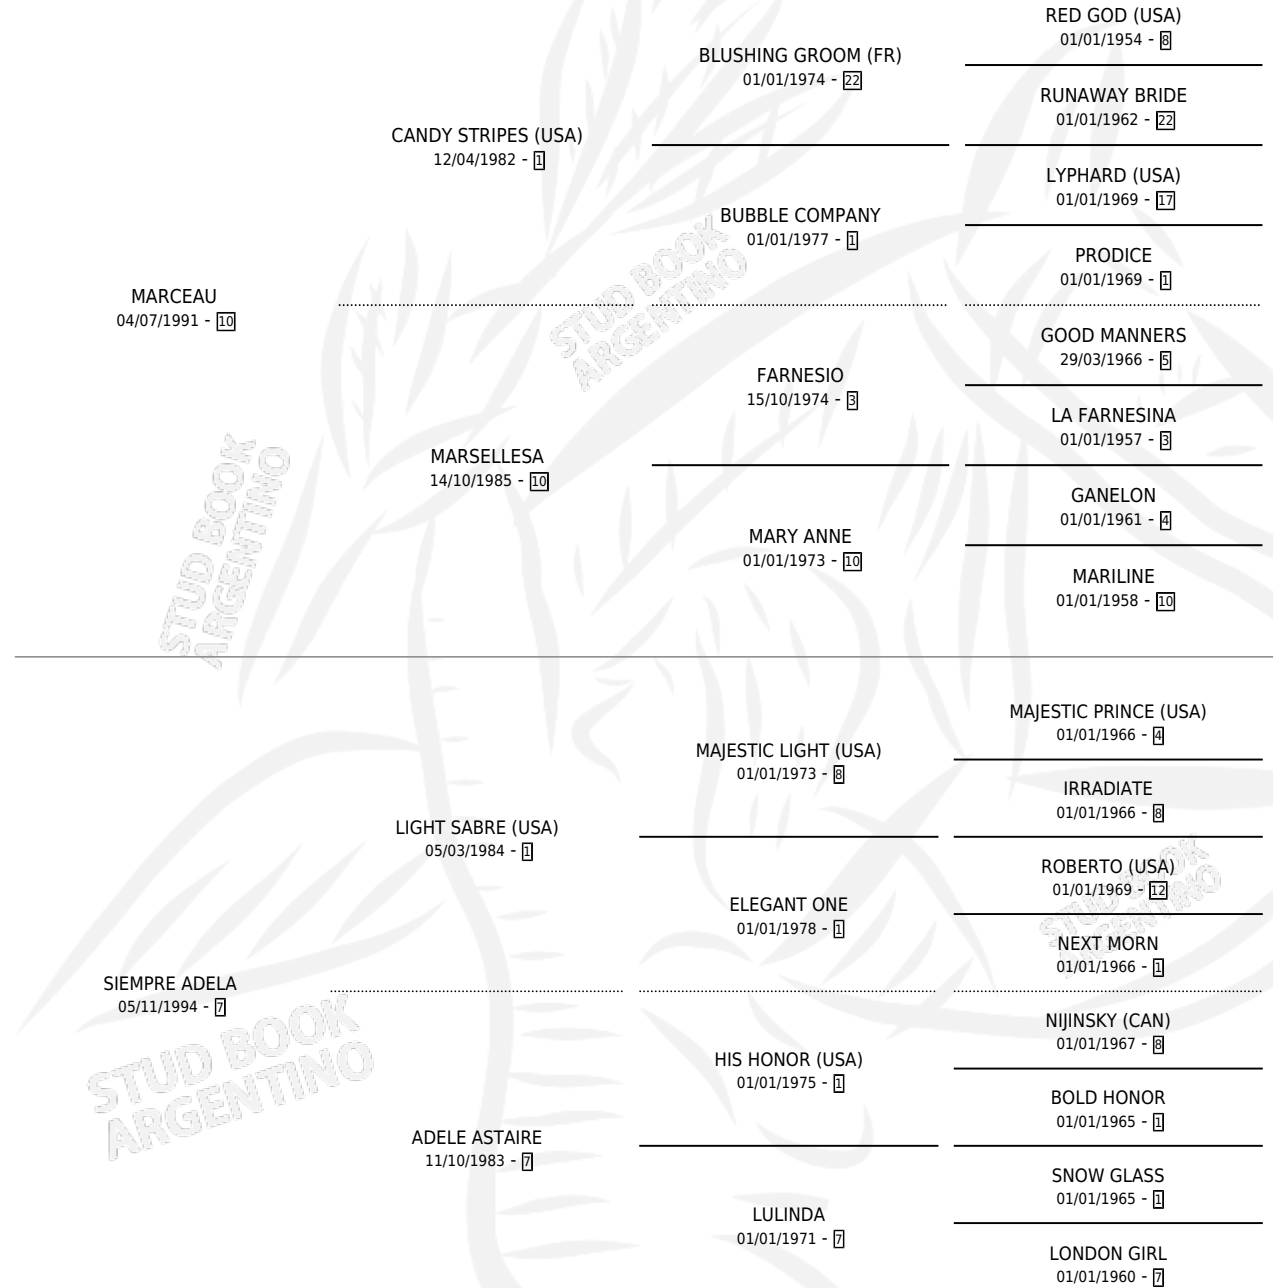 RED GOD (USA)
01/01/1954 - 8
BLUSHING GROOM (FR)
01/01/1974 - 22
RUNAWAY BRIDE
01/01/1962 - 22
CANDY STRIPES (USA)
12/04/1982 - 1
LYPHARD (USA)
01/01/1969 - 17
BUBBLE COMPANY
01/01/1977 - 1
PRODICE
01/01/1969 - 1
MARCEAU
04/07/1991 - 10
STUD BOOK
ARGENTINO
GOOD MANNERS
29/03/1966 - 5
FARNESIO
15/10/1974 - 3
LA FARNESINA
01/01/1957 - 3
MARSELLESA
14/10/1985 - 10
GANELON
01/01/1961 - 4
MARY ANNE
01/01/1973 - 10
MARILINE
01/01/1958 - 10
STUD BOOK
ARGENTINO
MAJESTIC PRINCE (USA)
01/01/1966 - 4
MAJESTIC LIGHT (USA)
01/01/1973 - 8
IRRADIATE
01/01/1966 - 8
LIGHT SABRE (USA)
05/03/1984 - 1
ROBERTO (USA)
01/01/1969 - 12
ELEGANT ONE
01/01/1978 - 1
STUD BOOK
ARGENTINO
NEXT MORN
01/01/1966 - 1
SIEMPRE ADELA
05/11/1994 - 7
NIJINSKY (CAN)
01/01/1967 - 8
HIS HONOR (USA)
01/01/1975 - 1
STUD BOOK
ARGENTINO
BOLD HONOR
01/01/1965 - 1
ADELE ASTAIRE
11/10/1983 - 7
SNOW GLASS
01/01/1965 - 1
LULINDA
01/01/1971 - 7
LONDON GIRL
01/01/1960 - 7